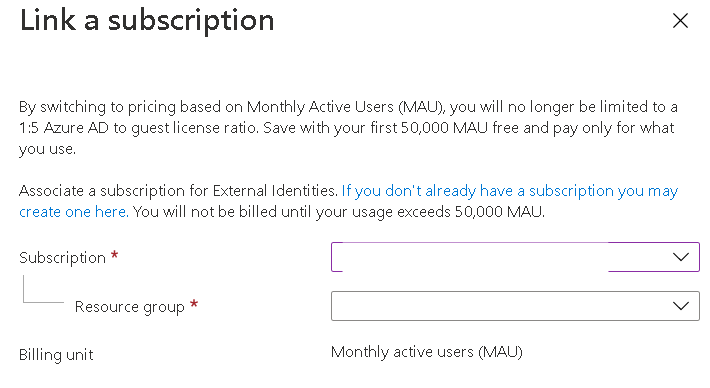 Link a subscription
By switching to pricing based on Monthly Active Users (MAU), you will no longer be limited to a
1:5 Azure AD to guest license ratio. Save with your first 50,000 MAU free and pay only for what
you use.
Associate a subscription for External Identities. If you don't already have a subscription you may
create one here. You will not be billed until your usage exceeds 50,000 MAU.
Subscription *
Resource group *
Billing unit Monthly active users (MAU)